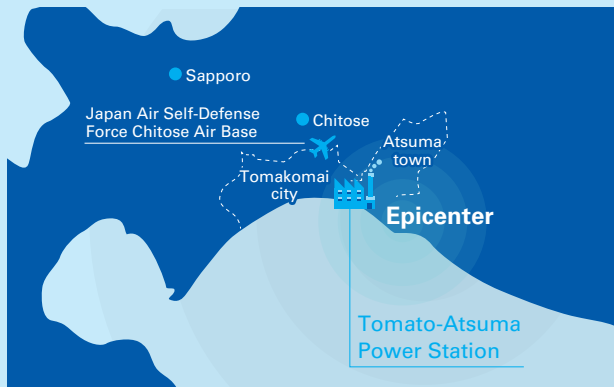 Sapporo
Japan Air Self-Defense
Force Chitose Air Base
Chitose
Atsuma
town
Tomakomai
city
Epicenter
Tomato-Atsuma
Power Station